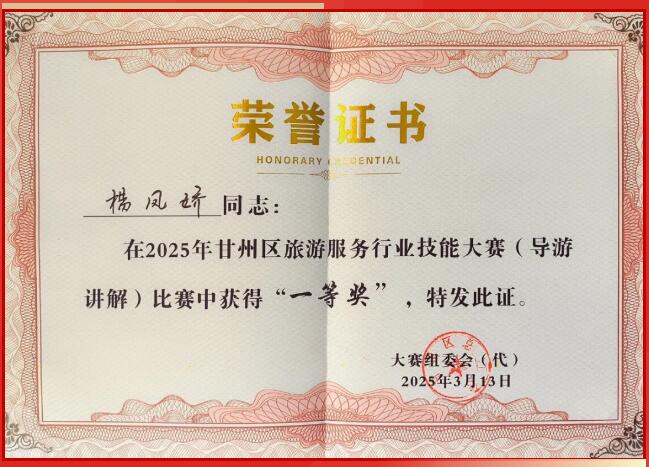 荣誉证书
HONORARY CREDENTIAL
杨凤娇 同志：
在2025年甘州区旅游服务行业技能大赛（导游
讲解）比赛中获得“一等奖”，特发此证。
大赛组委会（代）
2025年3月13日